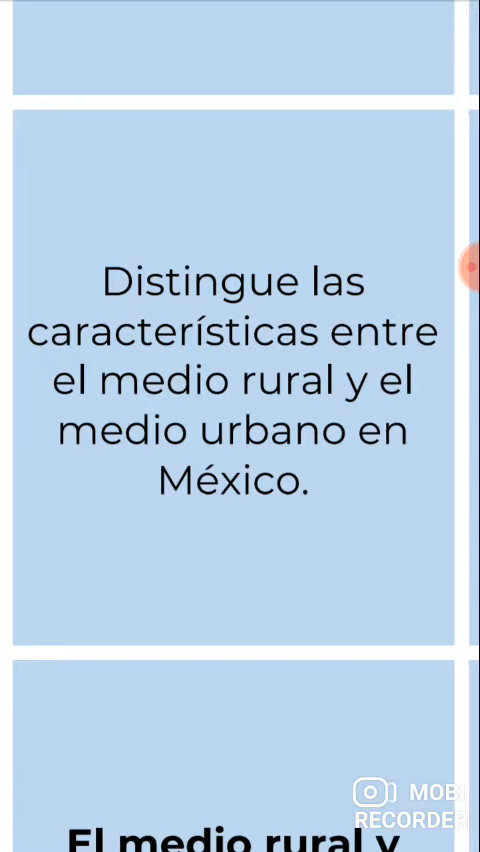 Distingue las
características entre
el medio rural y el
medio urbano en
México.
El medio rural y
MOBI
RECORDER